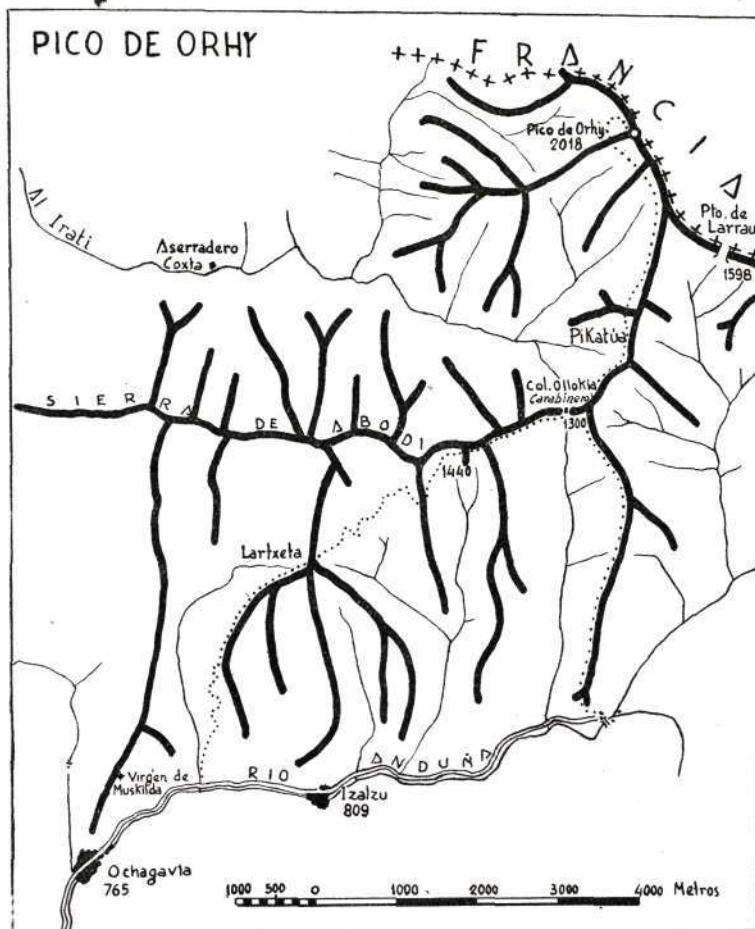 PICO DE ORHY
FRANCIA
Pico de Orhy
2018
Pto. de
Larrau
1598
Al Irati
Aserradero
Coxta
PiKatúa
Col. Ollokia
Carabineros
1300
SIERRA DE ABODI
1440
Lartxeta
Virgen de
Muskilda
RIO ANDUÑA
Izalzu
809
Ochagavia
765
1000 500 0 1000 2000 3000 4000 Metros